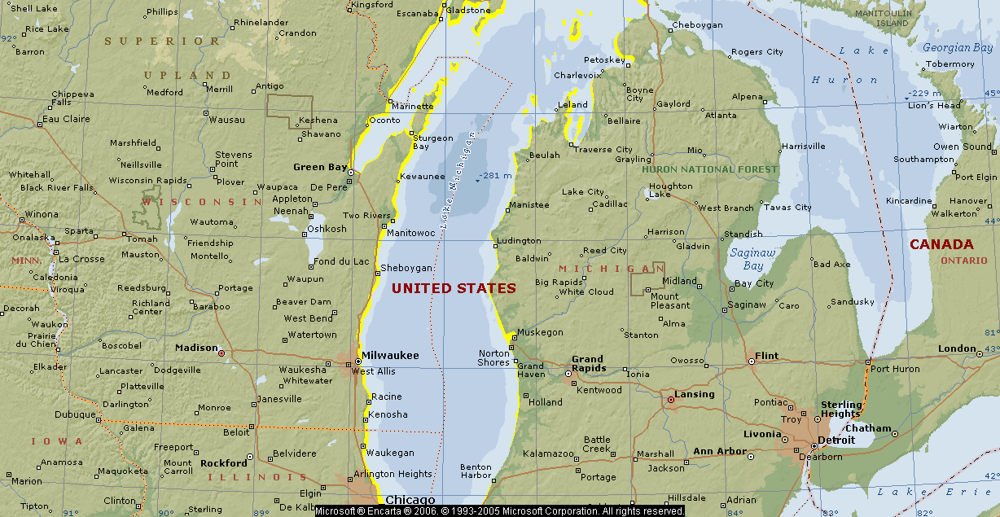 Shell Lake
Phillips
Kingsford
Escanaba
Gladstone
MANITOULIN
ISLAND
Rice Lake
92°
Rhinelander
Crandon
SUPERIOR
Barron
Cheboygan
Lake
Georgian Bay
Rogers City
Petoskey
Tobermory
UPLAND
Charlevoix
Huron
Medford
Merrill
Antigo
Boyne
City
Chippewa
Falls
Alpena
-229 m
45°
Marinette
Leland
Gaylord
Atlanta
Lion's Head
Eau Claire
Wausau
Keshena
Oconto
Bellaire
Wiarton
Shawano
Sturgeon
Bay
Marshfield
Traverse City
Harrisville
Owen Sound
Lake Michigan
Beulah
Grayling
Mio
Southampton
Neillsville
Stevens
Point
Green Bay
HURON NATIONAL FOREST
Whitehall
Wisconsin Rapids
Plover
Kewaunee
-281 m
Port Elgin
Black River Falls
Waupaca
De Pere
Lake City
Houghton
Lake
WISCONSIN
Appleton
Manistee
Cadillac
West Branch
Tawas City
Kincardine
Hanover
Neenah
Winona
Two Rivers
Walkerton
Wautoma
Oshkosh
44°
Sparta
Tomah
Manitowoc
Harrison
Standish
Onalaska
Friendship
Ludington
Gladwin
CANADA
Montello
Mauston
Reed City
Saginaw
Bay
MINN.
La Crosse
Fond du Lac
Baldwin
ONTARIO
Sheboygan
MICHIGAN
Bad Axe
Caledonia
Waupun
Big Rapids
Midland
Bay City
Viroqua
Reedsburg
Portage
UNITED STATES
White Cloud
Mount
Pleasant
Decorah
Richland
Center
Baraboo
Beaver Dam
Saginaw
Caro
Sandusky
West Bend
Waukon
Alma
Prairie
du Chien
Watertown
Muskegon
Stanton
81°
Boscobel
Madison
Milwaukee
Norton
Shores
Grand
Rapids
Owosso
Flint
London
43°
Elkader
Lancaster
Dodgeville
Waukesha
West Allis
Grand
Haven
Ionia
Port Huron
Whitewater
Platteville
Kentwood
Lansing
Darlington
Janesville
Racine
Holland
Pontiac
Sterling
Heights
Monroe
Dubuque
Kenosha
Troy
Galena
Beloit
Livonia
Chatham
IOWA
Battle
Creek
Detroit
Freeport
Belvidere
Waukegan
Kalamazoo
Marshall
Ann Arbor
Dearborn
Anamosa
Mount
Carroll
Rockford
Benton
Harbor
Jackson
Maquoketa
Arlington Heights
Portage
Marion
ILLINOIS
42°
Elgin
Lake Erie
Clinton
Chicago
Hillsdale
Adrian
Tipton
De Kalb
91°
90°
Sterling
89°
Microsoft ® Encarta ® 2006. © 1993-2005 Microsoft Corporation. All rights reserved.
84°
83°
82°